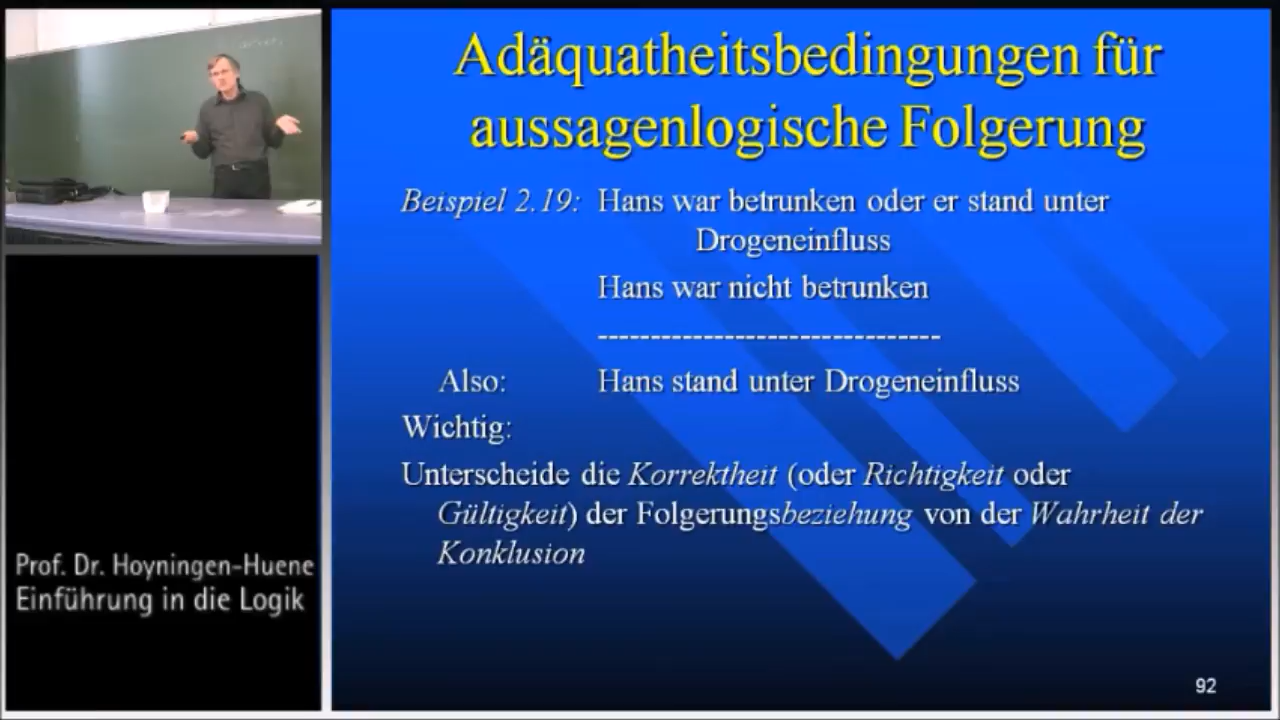 Adäquatheitsbedingungen für
aussagenlogische Folgerung
Beispiel 2.19: Hans war betrunken oder er stand unter
Drogeneinfluss
Hans war nicht betrunken
-------------------------------
Also: Hans stand unter Drogeneinfluss
Wichtig:
Unterscheide die Korrektheit (oder Richtigkeit oder
Gültigkeit) der Folgerungsbeziehung von der Wahrheit der
Konklusion
Prof. Dr. Hoyningen-Huene
Einführung in die Logik
92